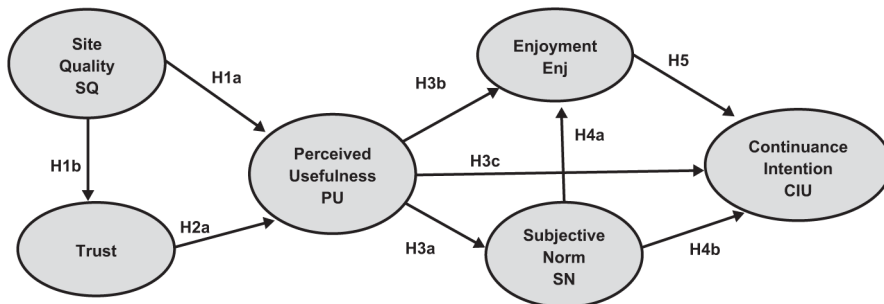 Site
Quality
SQ
H1a
H1b
Trust
H2a
Perceived
Usefulness
PU
H3b
H3c
H3a
Enjoyment
Enj
H4a
Subjective
Norm
SN
H5
H4b
Continuance
Intention
CIU